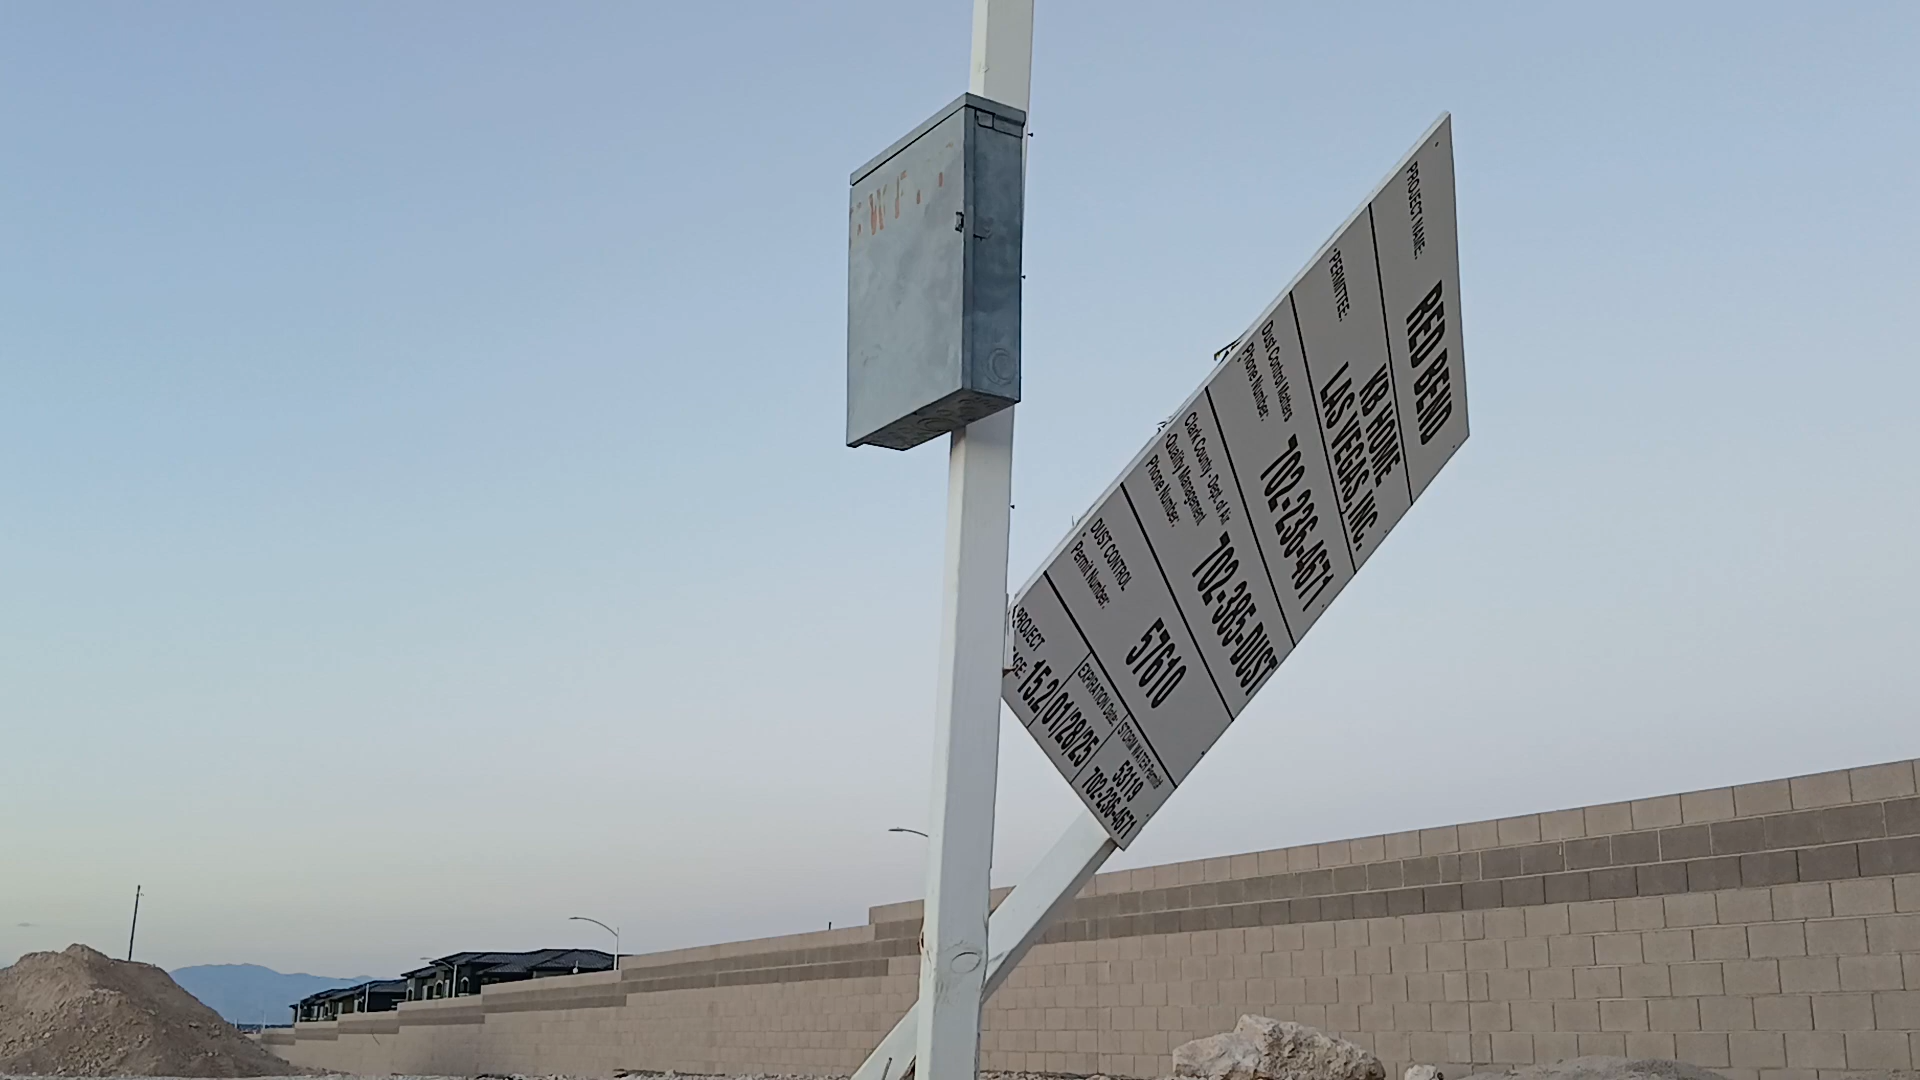 PROJECT NAME:
RED BEND
PERMITTEE:
KB HOME
LAS VEGAS, INC.
Dust Control Matters
Phone Number:
702-236-4671
Clark County - Dept. of Air
Quality Management
Phone Number:
702-385-DUST
DUST CONTROL
Permit Number:
57610
PROJECT
15.2
EXPIRATION Date:
01/28/25
STORM WATER Permit#
53119
702-236-4671